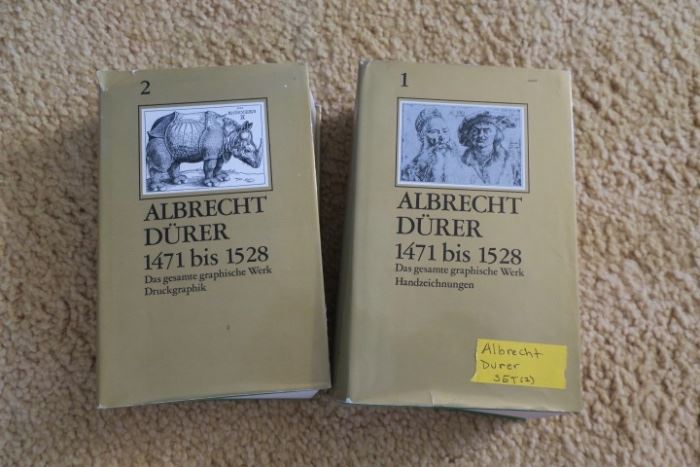 2
ALBRECHT
DÜRER
1471 bis 1528
Das gesamte graphische Werk
Druckgraphik
1
ALBRECHT
DÜRER
1471 bis 1528
Das gesamte graphische Werk
Handzeichnungen
Albrecht
Durer
SET(2)